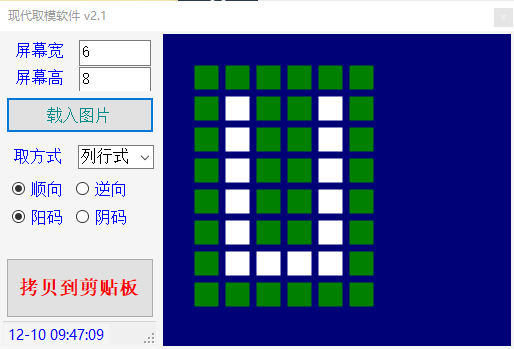 现代取模软件 v2.1
屏幕宽 6
屏幕高 8
载入图片
取方式 列行式
顺向 逆向
阳码 阴码
拷贝到剪贴板
12-10 09:47:09